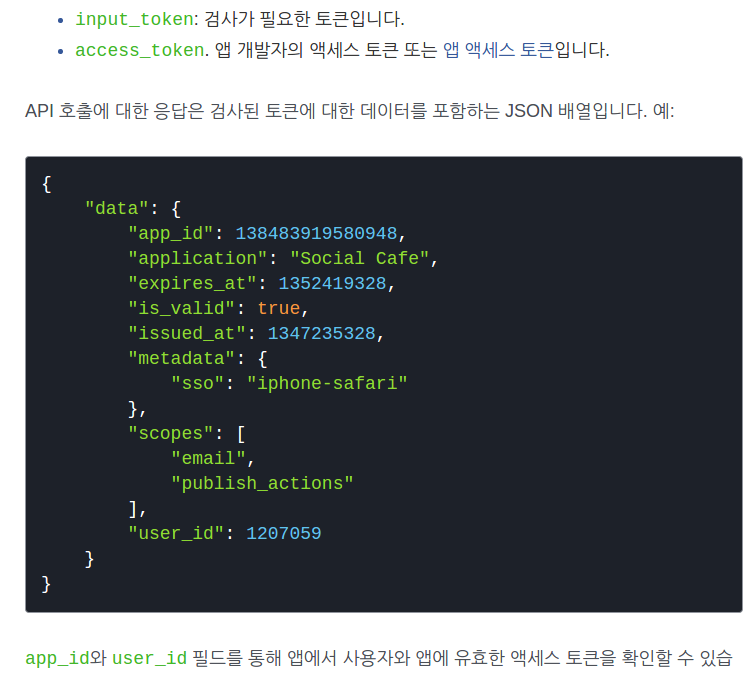 input_token: 검사가 필요한 토큰입니다.
access_token. 앱 개발자의 액세스 토큰 또는 앱 액세스 토큰입니다.
API 호출에 대한 응답은 검사된 토큰에 대한 데이터를 포함하는 JSON 배열입니다. 예:
{
    "data": {
        "app_id": 138483919580948,
        "application": "Social Cafe",
        "expires_at": 1352419328,
        "is_valid": true,
        "issued_at": 1347235328,
        "metadata": {
            "sso": "iphone-safari"
        },
        "scopes": [
            "email",
            "publish_actions"
        ],
        "user_id": 1207059
    }
}
app_id와 user_id 필드를 통해 앱에서 사용자와 앱에 유효한 액세스 토큰을 확인할 수 있습